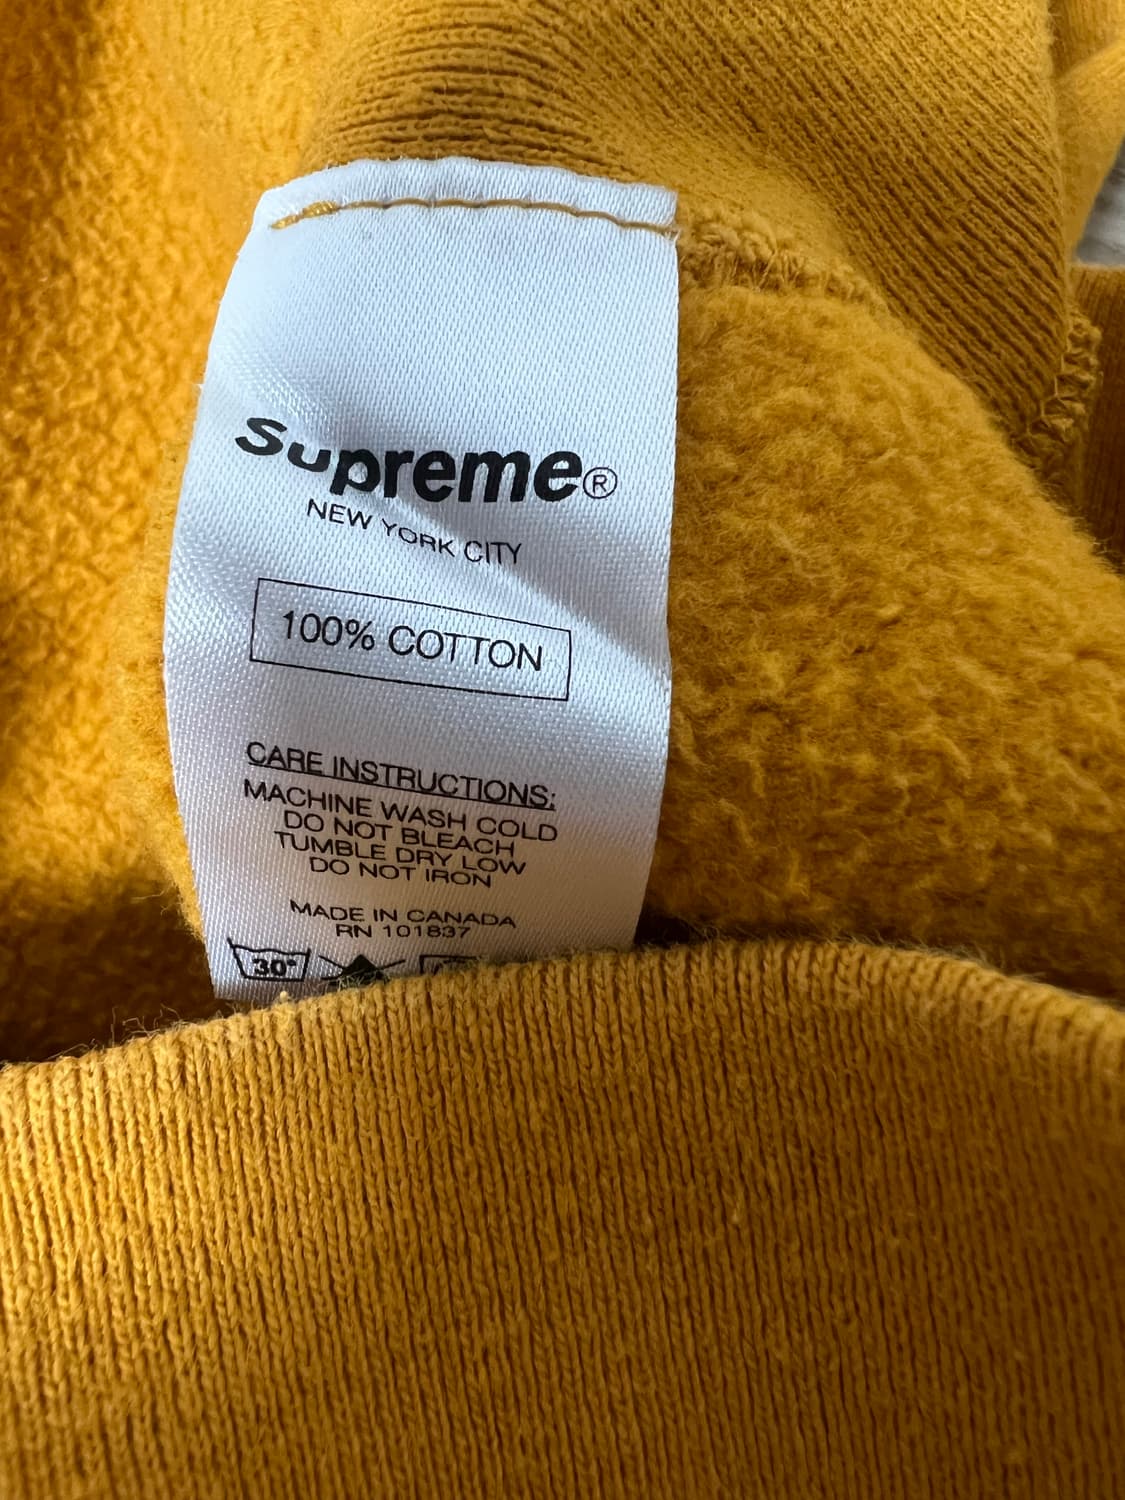 Supreme®
NEW YORK CITY
100% COTTON
CARE INSTRUCTIONS:
MACHINE WASH COLD
DO NOT BLEACH
TUMBLE DRY LOW
DO NOT IRON
MADE IN CANADA
RN 101837
30°